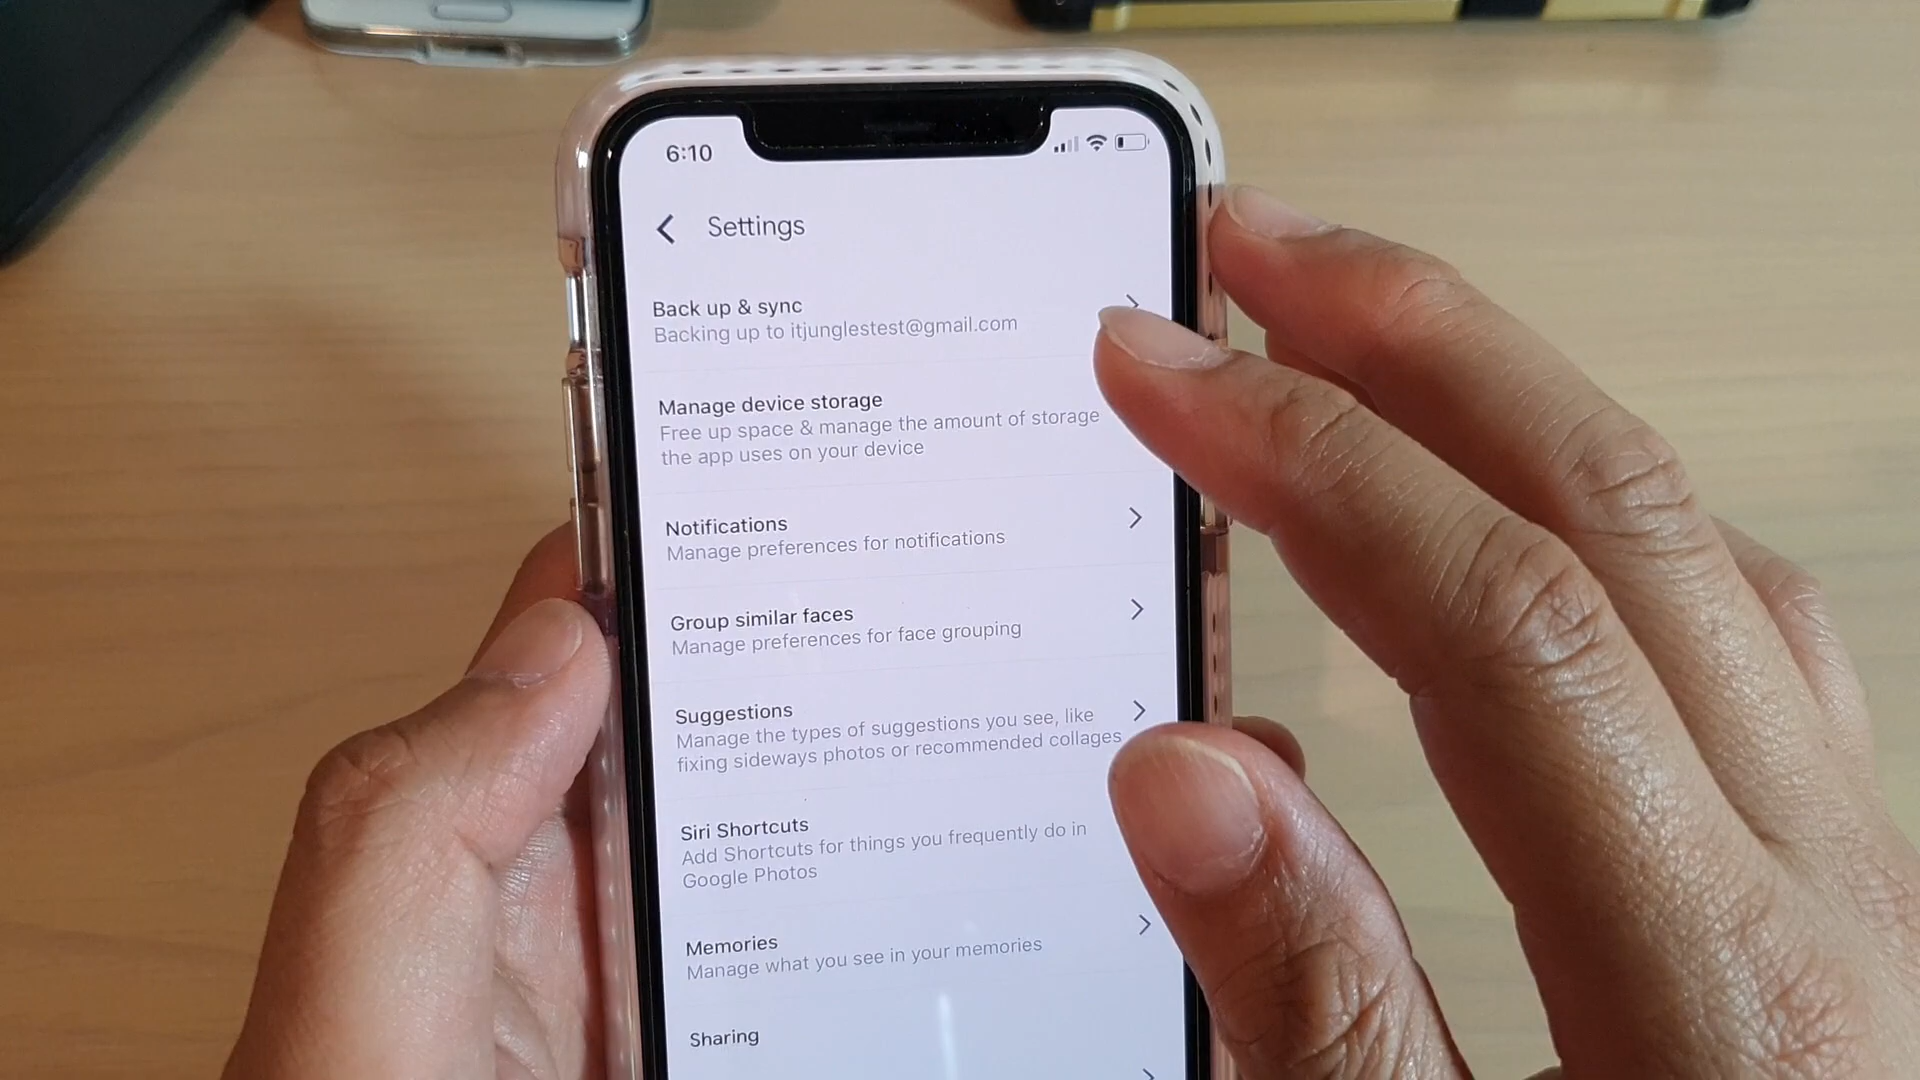 6:10
Settings
Back up & sync
Backing up to itjunglestest@gmail.com
Manage device storage
Free up space & manage the amount of storage
the app uses on your device
Notifications
Manage preferences for notifications
Group similar faces
Manage preferences for face grouping
Suggestions
Manage the types of suggestions you see, like
fixing sideways photos or recommended collages
Siri Shortcuts
Add Shortcuts for things you frequently do in
Google Photos
Memories
Manage what you see in your memories
Sharing